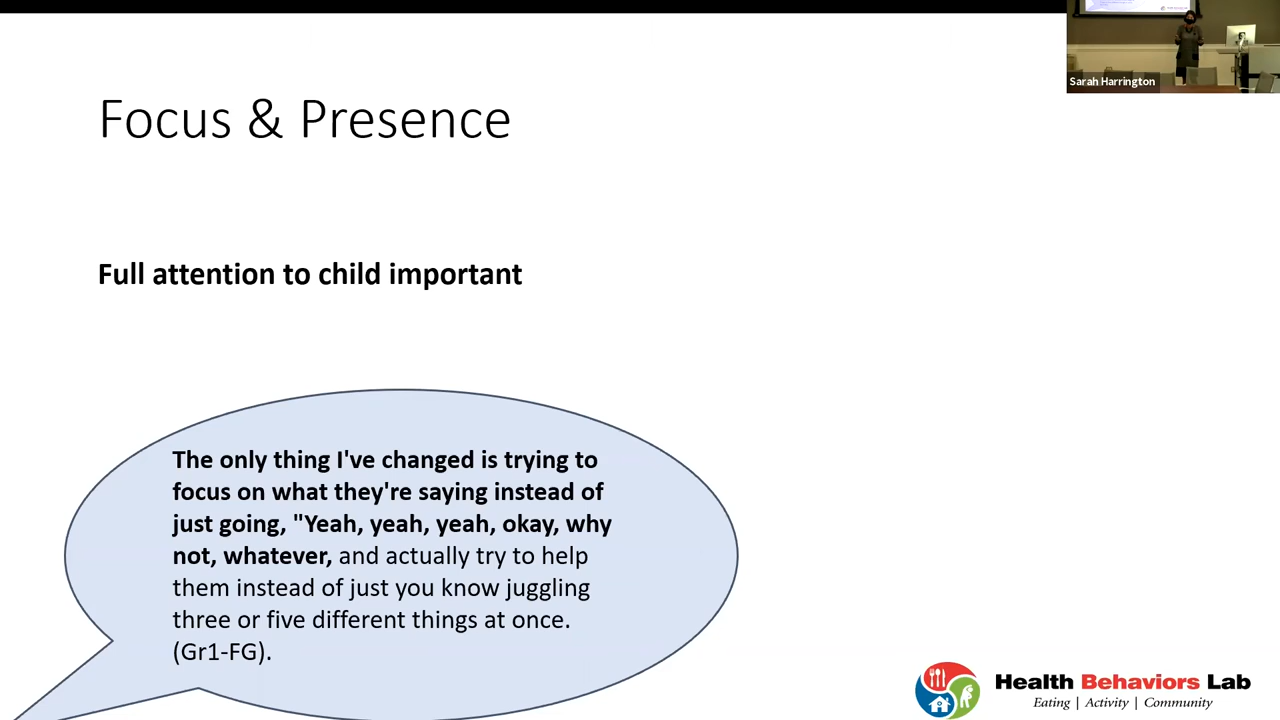 Sarah Harrington
Focus & Presence
Full attention to child important
The only thing I've changed is trying to
focus on what they're saying instead of
just going, "Yeah, yeah, yeah, okay, why
not, whatever, and actually try to help
them instead of just you know juggling
three or five different things at once.
(Gr1-FG).
Health Behaviors Lab
Eating | Activity | Community